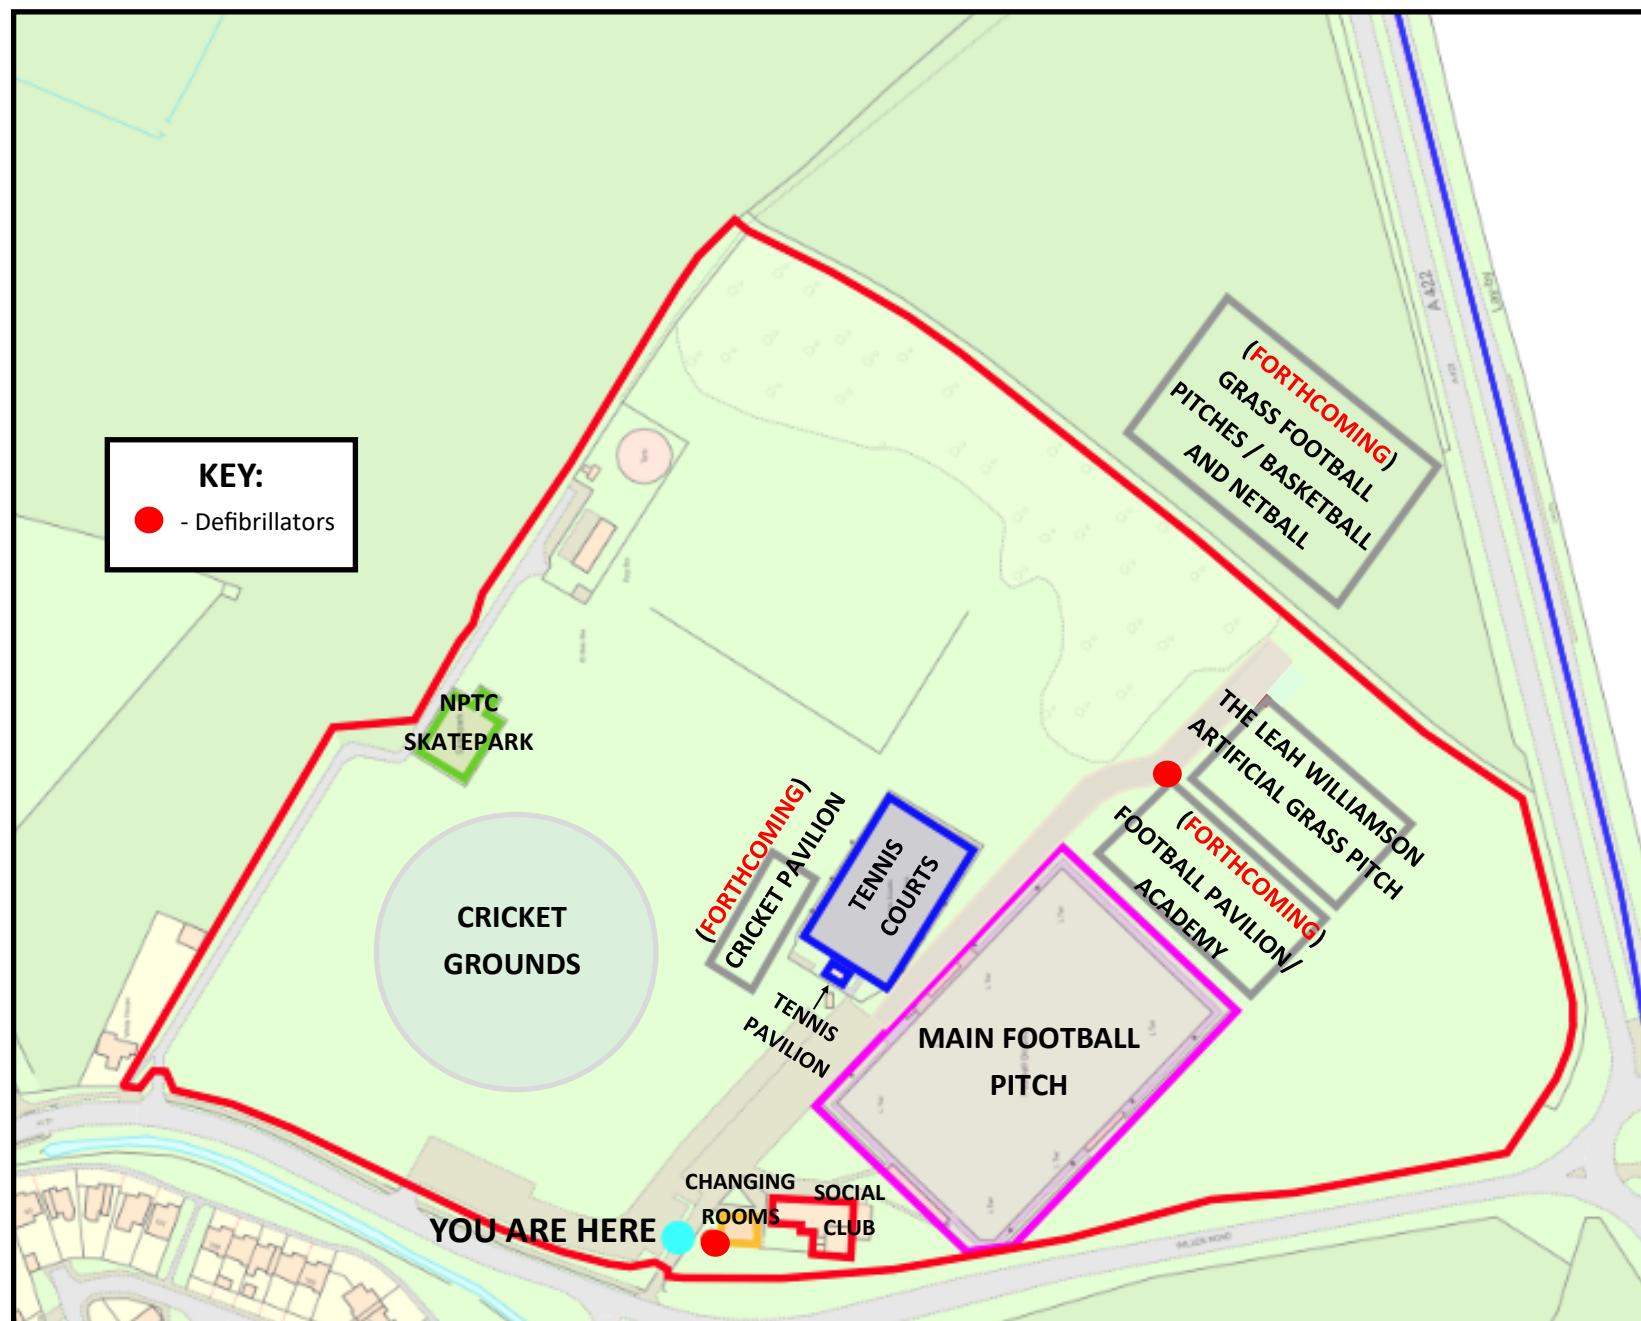 A 422
(FORTHCOMING)
GRASS FOOTBALL
PITCHES / BASKETBALL
AND NETBALL
KEY:
- Defibrillators
NPTC
SKATEPARK
THE LEAH WILLIAMSON
ARTIFICIAL GRASS PITCH
(FORTHCOMING)
FOOTBALL PAVILION/
ACADEMY
(FORTHCOMING)
CRICKET PAVILION
TENNIS
COURTS
CRICKET
GROUNDS
TENNIS
PAVILION
MAIN FOOTBALL
PITCH
CHANGING
ROOMS
SOCIAL
CLUB
YOU ARE HERE